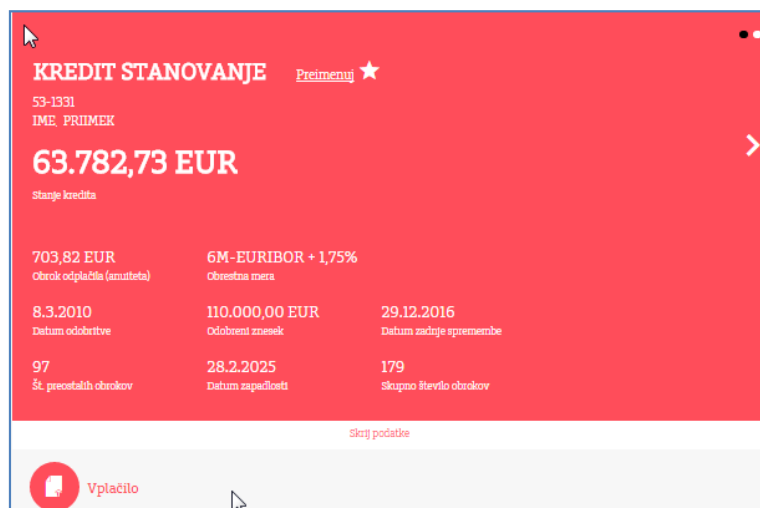 KREDIT STANOVANJE Preimenuj
53-1331
IME, PRIIMEK
63.782,73 EUR
Stanje kredita
703,82 EUR 6M-EURIBOR + 1,75%
Obrok odplačila (anuiteta) Obrestna mera
8.3.2010 110.000,00 EUR 29.12.2016
Datum odobritve Odobreni znesek Datum zadnje spremembe
97 28.2.2025 179
Št. preostalih obrokov Datum zapadlosti Skupno število obrokov
Skrij podatke
Vplačilo